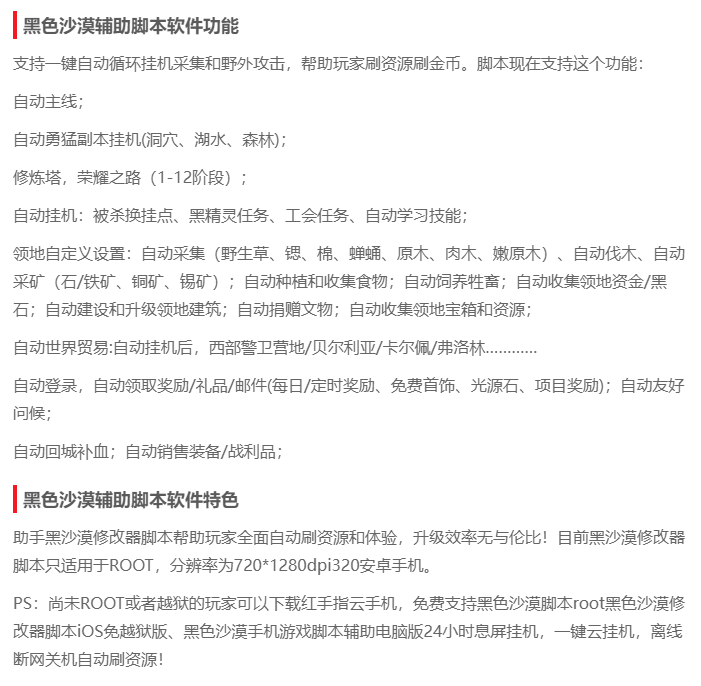 黑色沙漠辅助脚本软件功能
支持一键自动循环挂机采集和野外攻击，帮助玩家刷资源刷金币。脚本现在支持这个功能：
自动主线；
自动勇猛副本挂机(洞穴、湖水、森林)；
修炼塔，荣耀之路（1-12阶段）；
自动挂机：被杀换挂点、黑精灵任务、工会任务、自动学习技能；
领地自定义设置：自动采集（野生草、锶、棉、蝉蛹、原木、肉木、嫩原木）、自动伐木、自动
采矿（石/铁矿、铜矿、锡矿）；自动种植和收集食物；自动饲养牲畜；自动收集领地资金/黑
石；自动建设和升级领地建筑；自动捐赠文物；自动收集领地宝箱和资源；
自动世界贸易:自动挂机后，西部警卫营地/贝尔利亚/卡尔佩/弗洛林…………
自动登录，自动领取奖励/礼品/邮件(每日/定时奖励、免费首饰、光源石、项目奖励)；自动友好
问候；
自动回城补血；自动销售装备/战利品；
黑色沙漠辅助脚本软件特色
助手黑沙漠修改器脚本帮助玩家全面自动刷资源和体验，升级效率无与伦比！目前黑沙漠修改器
脚本只适用于ROOT，分辨率为720*1280dpi320安卓手机。
PS：尚未ROOT或者越狱的玩家可以下载红手指云手机，免费支持黑色沙漠脚本root黑色沙漠修
改器脚本iOS免越狱版、黑色沙漠手机游戏脚本辅助电脑版24小时息屏挂机，一键云挂机，离线
断网关机自动刷资源！